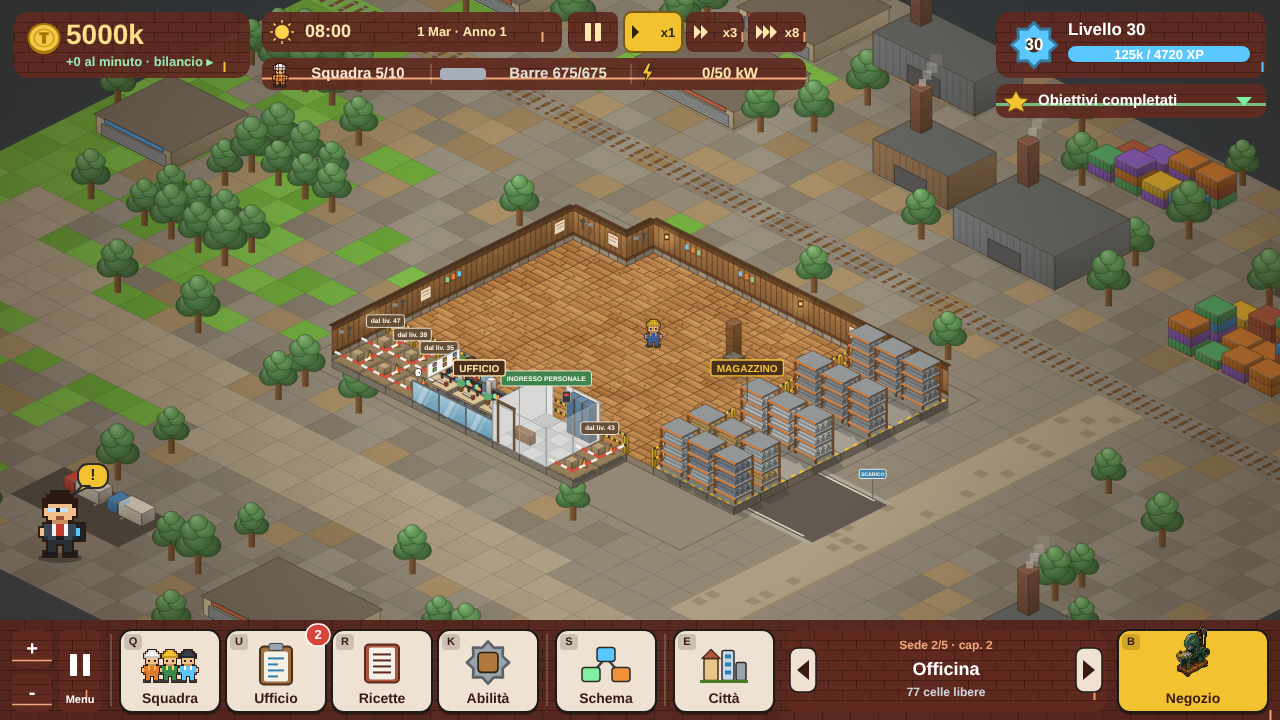 5000k
+0 al minuto · bilancio ▸
08:00
1 Mar · Anno 1
x1
x3
x8
Squadra 5/10
Barre 675/675
0/50 kW
30
Livello 30
125k / 4720 XP
Obiettivi completati
dal liv. 47
dal liv. 39
dal liv. 35
UFFICIO
INGRESSO PERSONALE
MAGAZZINO
dal liv. 43
SCARICO
!
+
-
Menu
Q
Squadra
U
2
Ufficio
R
Ricette
K
Abilità
S
Schema
E
Città
Sede 2/5 · cap. 2
Officina
77 celle libere
B
Negozio